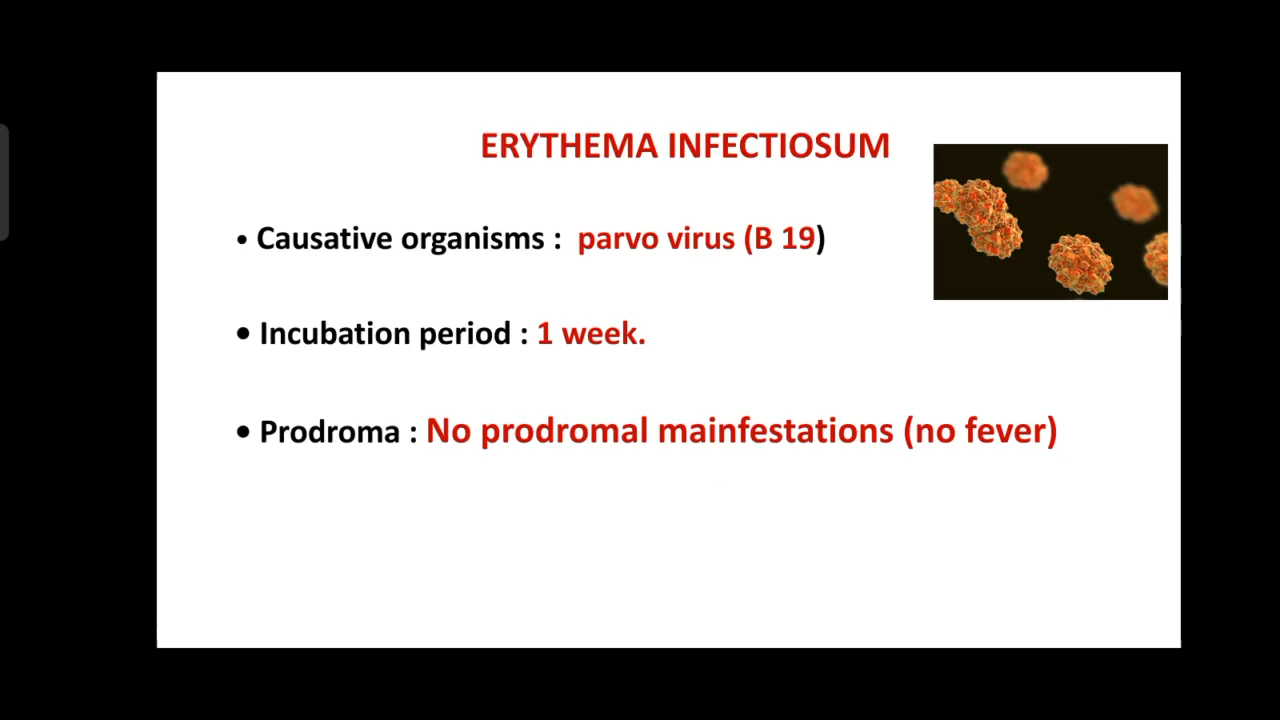 ERYTHEMA INFECTIOSUM
• Causative organisms : parvo virus (B 19)
• Incubation period : 1 week.
• Prodroma : No prodromal mainfestations (no fever)